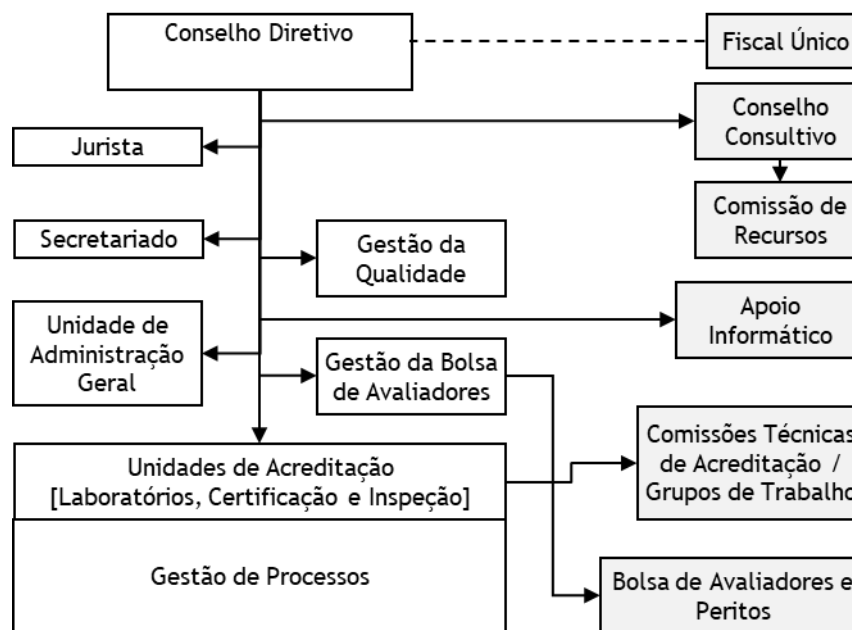 Conselho Diretivo
Fiscal Único
Conselho
Consultivo
Jurista
Comissão de
Recursos
Secretariado
Gestão da
Qualidade
Apoio
Informático
Unidade de
Administração
Geral
Gestão da Bolsa
de Avaliadores
Comissões Técnicas
de Acreditação /
Grupos de Trabalho
Unidades de Acreditação
[Laboratórios, Certificação e Inspeção]
Gestão de Processos
Bolsa de Avaliadores e
Peritos